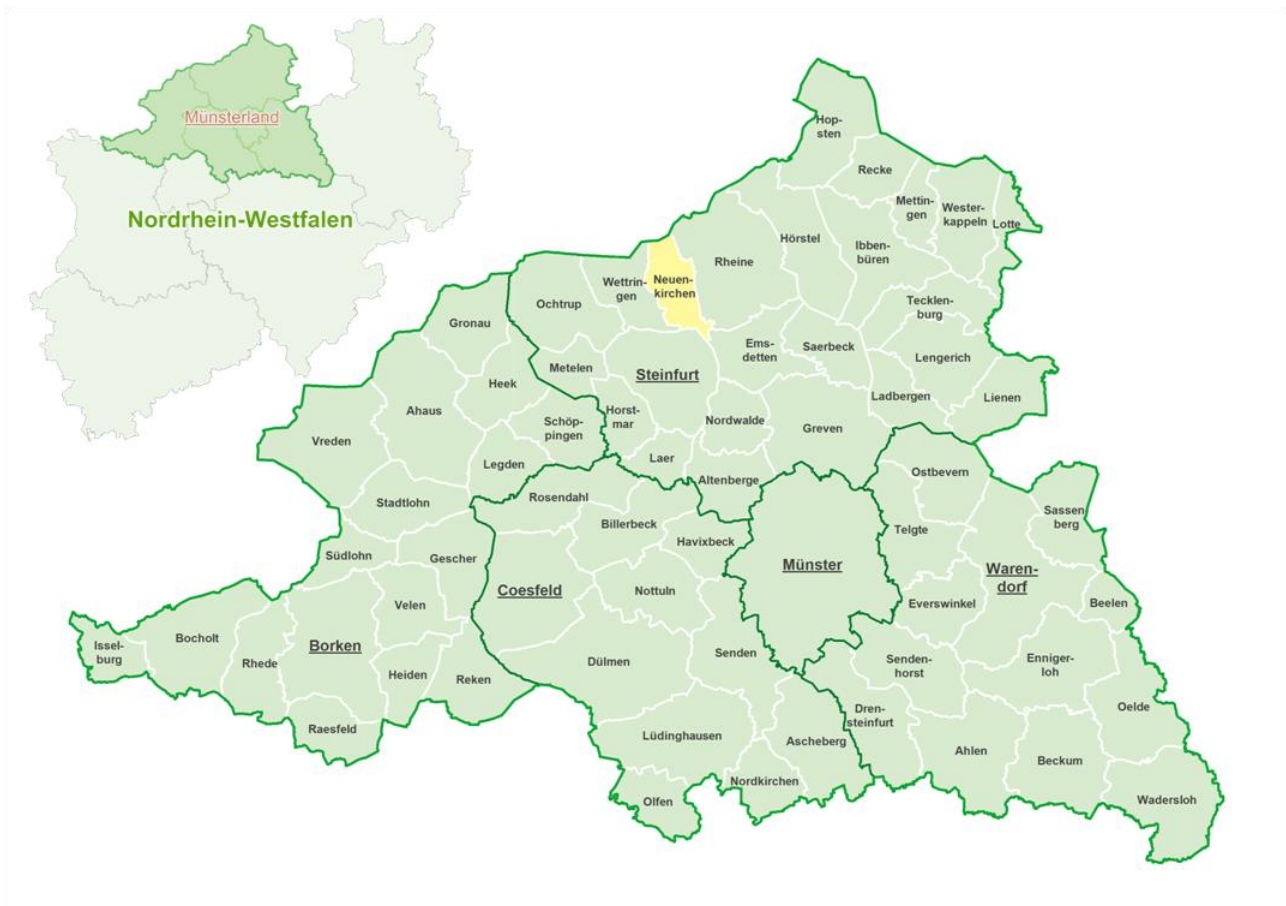 Münsterland
Nordrhein-Westfalen
Hop-
sten
Recke
Mettin-
gen
Wester-
kappeln
Lotte
Hörstel
Ibben-
büren
Rheine
Neuen-
kirchen
Wettrin-
gen
Ochtrup
Gronau
Tecklen-
burg
Ems-
detten
Saerbeck
Lengerich
Metelen
Steinfurt
Heek
Ladbergen
Lienen
Ahaus
Horst-
mar
Schöp-
pingen
Nordwalde
Greven
Vreden
Laer
Legden
Altenberge
Ostbevern
Stadtlohn
Rosendahl
Billerbeck
Sassen
berg
Telgte
Havixbeck
Südlohn
Gescher
Münster
Waren-
dorf
Coesfeld
Nottuln
Velen
Everswinkel
Beelen
Bocholt
Issel-
burg
Borken
Rhede
Senden
Dülmen
Heiden
Reken
Senden-
horst
Enniger-
loh
Oelde
Raesfeld
Dren-
steinfurt
Lüdinghausen
Ascheberg
Ahlen
Beckum
Nordkirchen
Olfen
Wadersloh